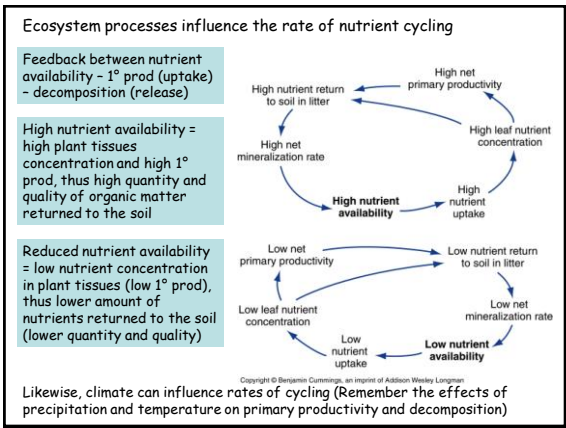 Ecosystem processes influence the rate of nutrient cycling
Feedback between nutrient
availability – 1° prod (uptake)
– decomposition (release)
High nutrient availability =
high plant tissues
concentration and high 1°
prod, thus high quantity and
quality of organic matter
returned to the soil
Reduced nutrient availability
= low nutrient concentration
in plant tissues (low 1° prod),
thus lower amount of
nutrients returned to the soil
(lower quantity and quality)
High net
primary productivity
High nutrient return
to soil in litter
High leaf nutrient
concentration
High net
mineralization rate
High
nutrient
uptake
High nutrient
availability
Low net
primary productivity
Low nutrient return
to soil in litter
Low leaf nutrient
concentration
Low net
mineralization rate
Low
nutrient
uptake
Low nutrient
availability
Copyright © Benjamin Cummings, an imprint of Addison Wesley Longman
Likewise, climate can influence rates of cycling (Remember the effects of
precipitation and temperature on primary productivity and decomposition)